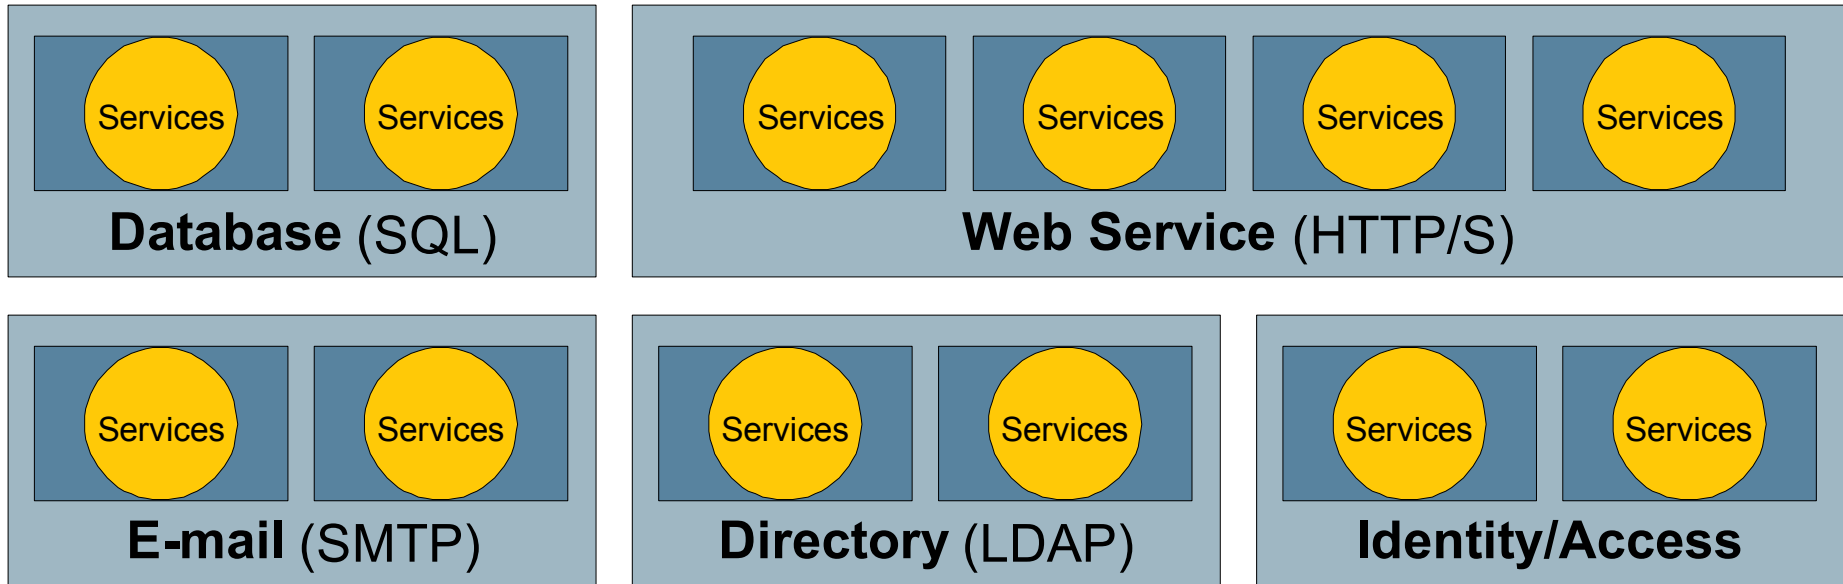 Services Services
Database (SQL)
Services Services Services Services
Web Service (HTTP/S)
Services Services
E-mail (SMTP)
Services Services
Directory (LDAP)
Services Services
Identity/Access